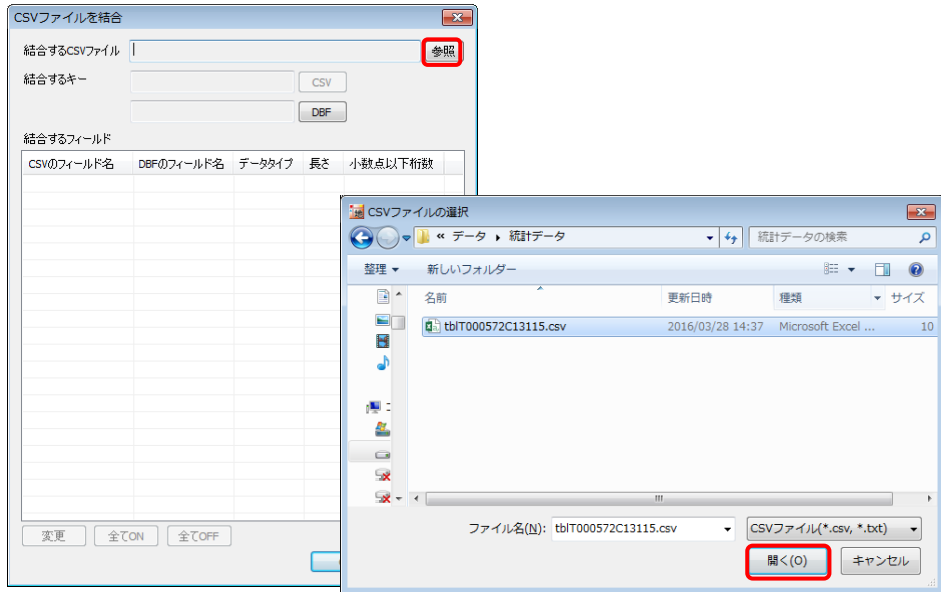 CSVファイルを結合
結合するCSVファイル
参照
結合するキー
CSV
DBF
結合するフィールド
CSVのフィールド名 DBFのフィールド名 データタイプ 長さ 小数点以下桁数
変更 全てON 全てOFF
CSVファイルの選択
« データ 統計データ
統計データの検索
整理 新しいフォルダー
名前 更新日時 種類 サイズ
tblT000572C13115.csv 2016/03/28 14:37 Microsoft Excel ... 10
ファイル名(N): tblT000572C13115.csv
CSVファイル(*.csv, *.txt)
開く(O) キャンセル